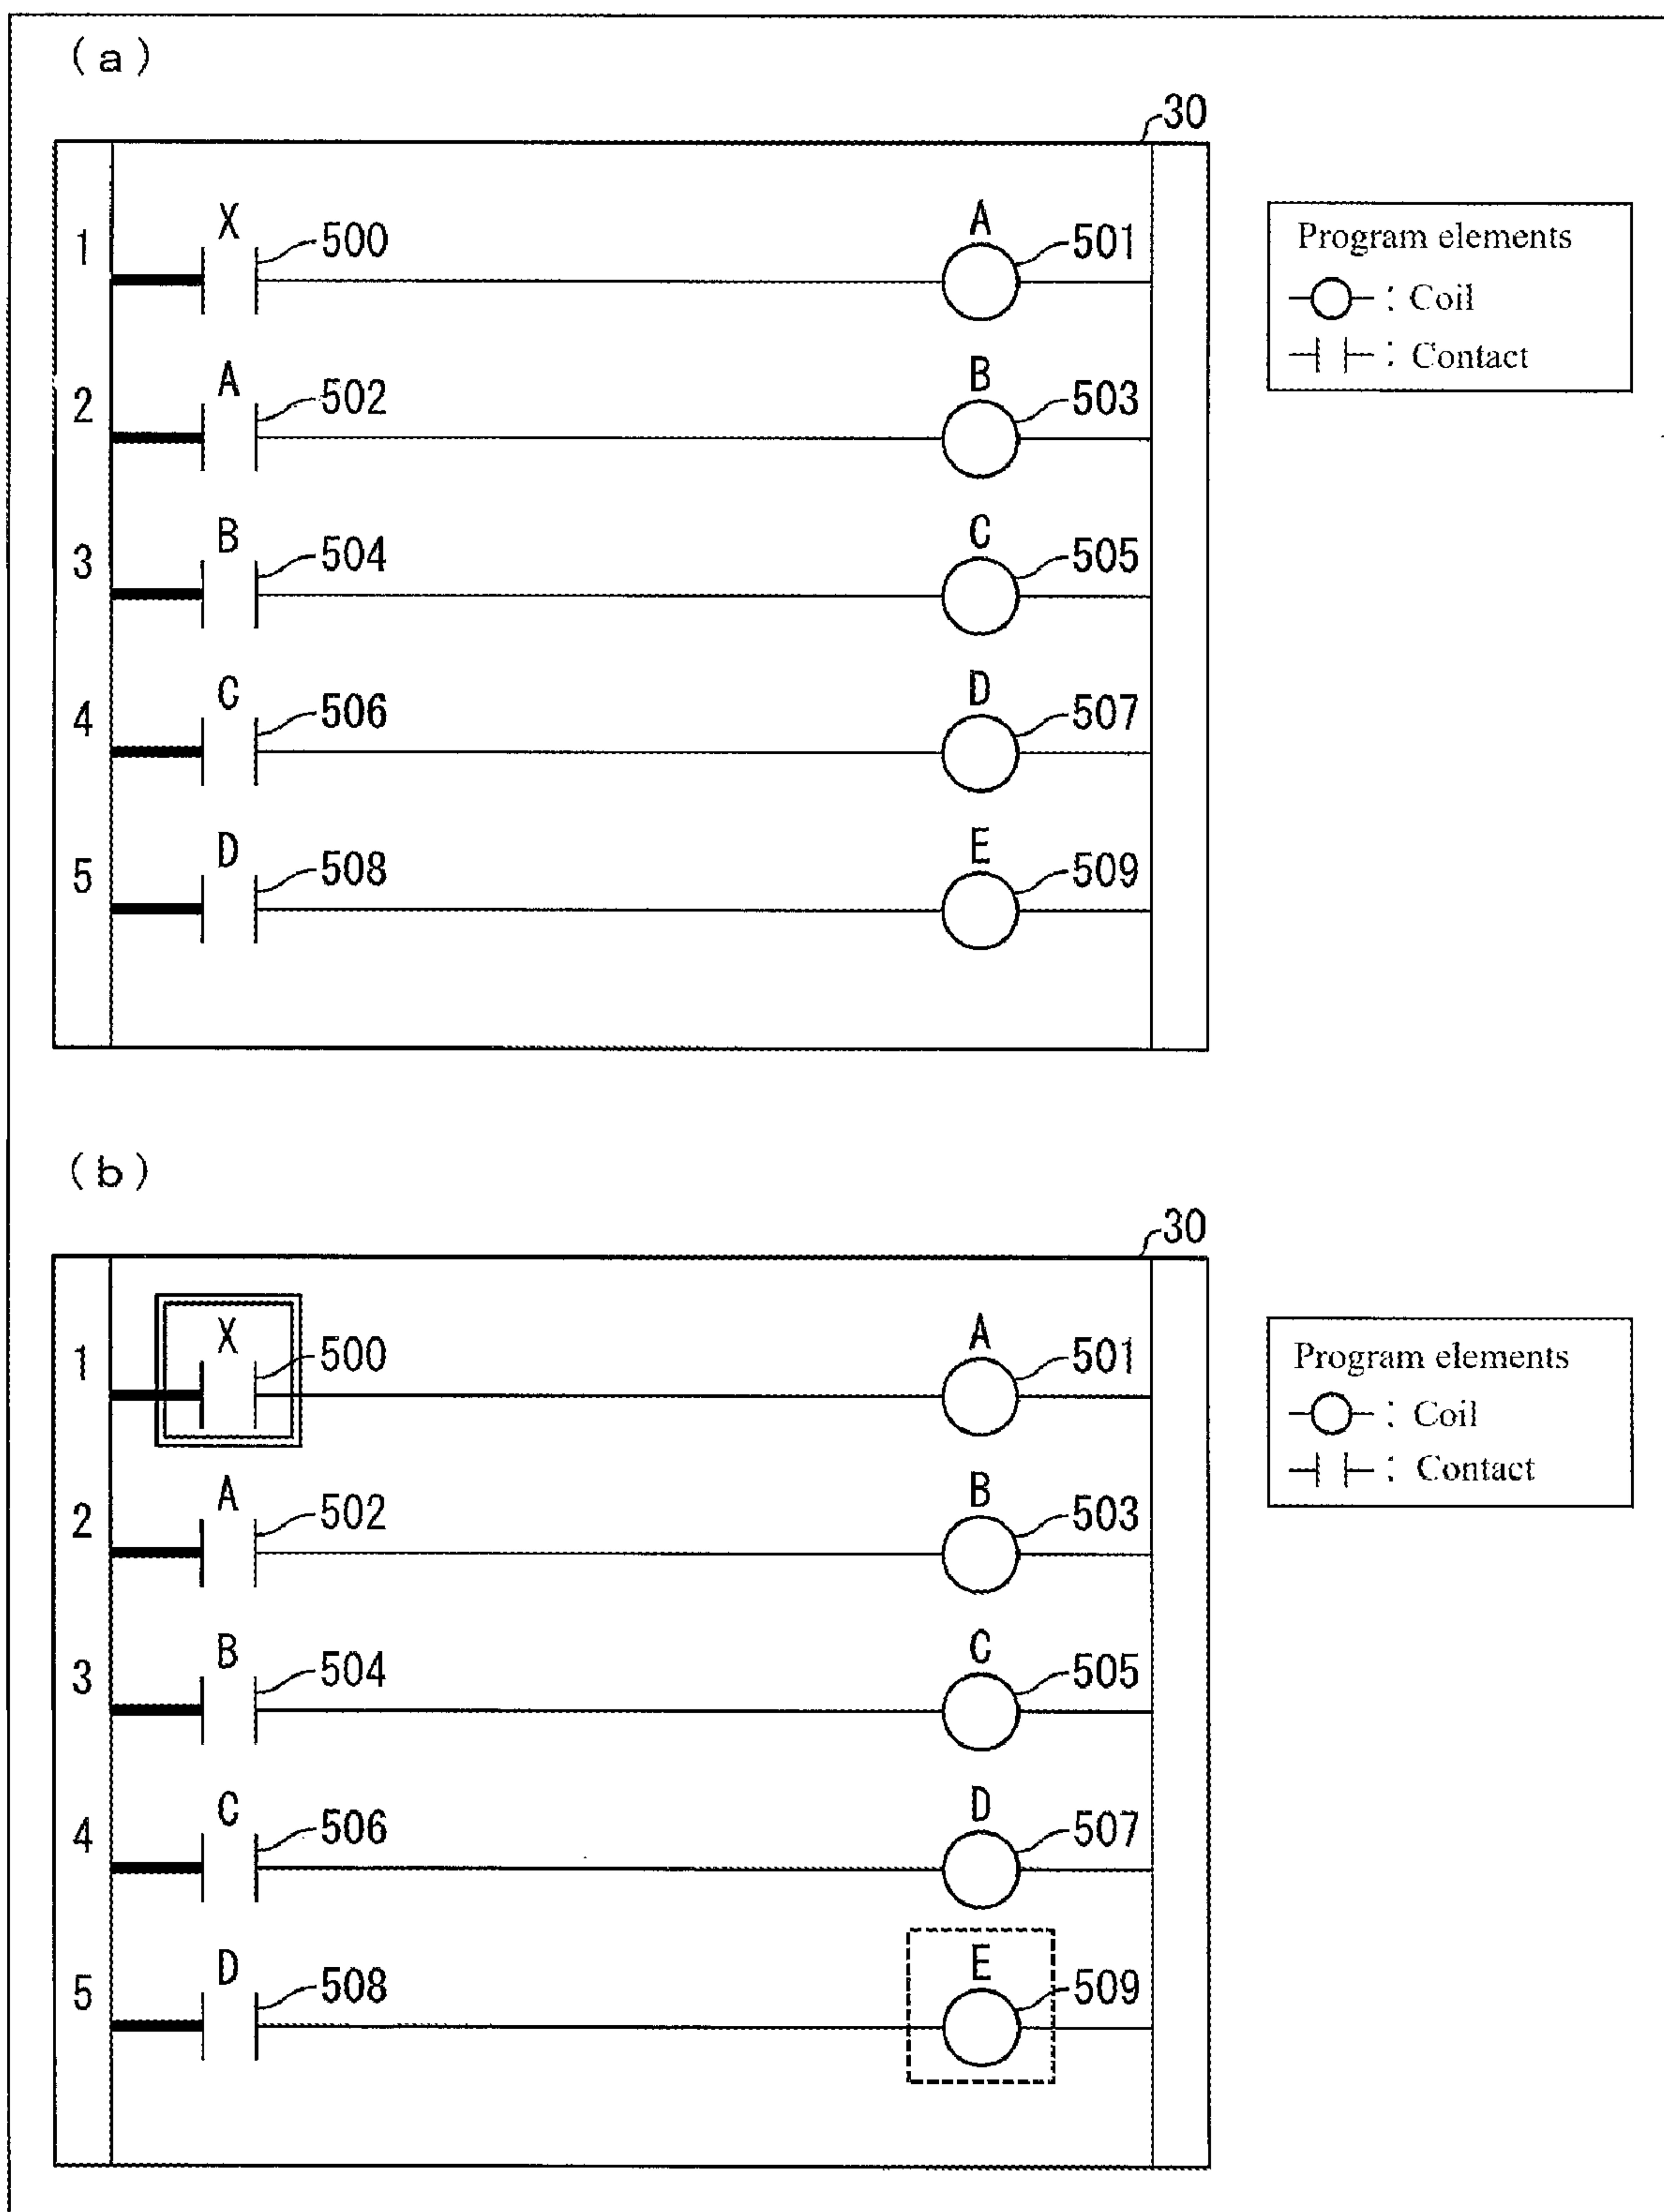 (a)
30
X
1
500
A
501
Program elements
: Coil
: Contact
A
2
502
B
503
B
3
504
C
505
C
4
506
D
507
D
5
508
E
509
(b)
30
X
1
500
A
501
Program elements
: Coil
: Contact
A
2
502
B
503
B
3
504
C
505
C
4
506
D
507
D
5
508
E
509